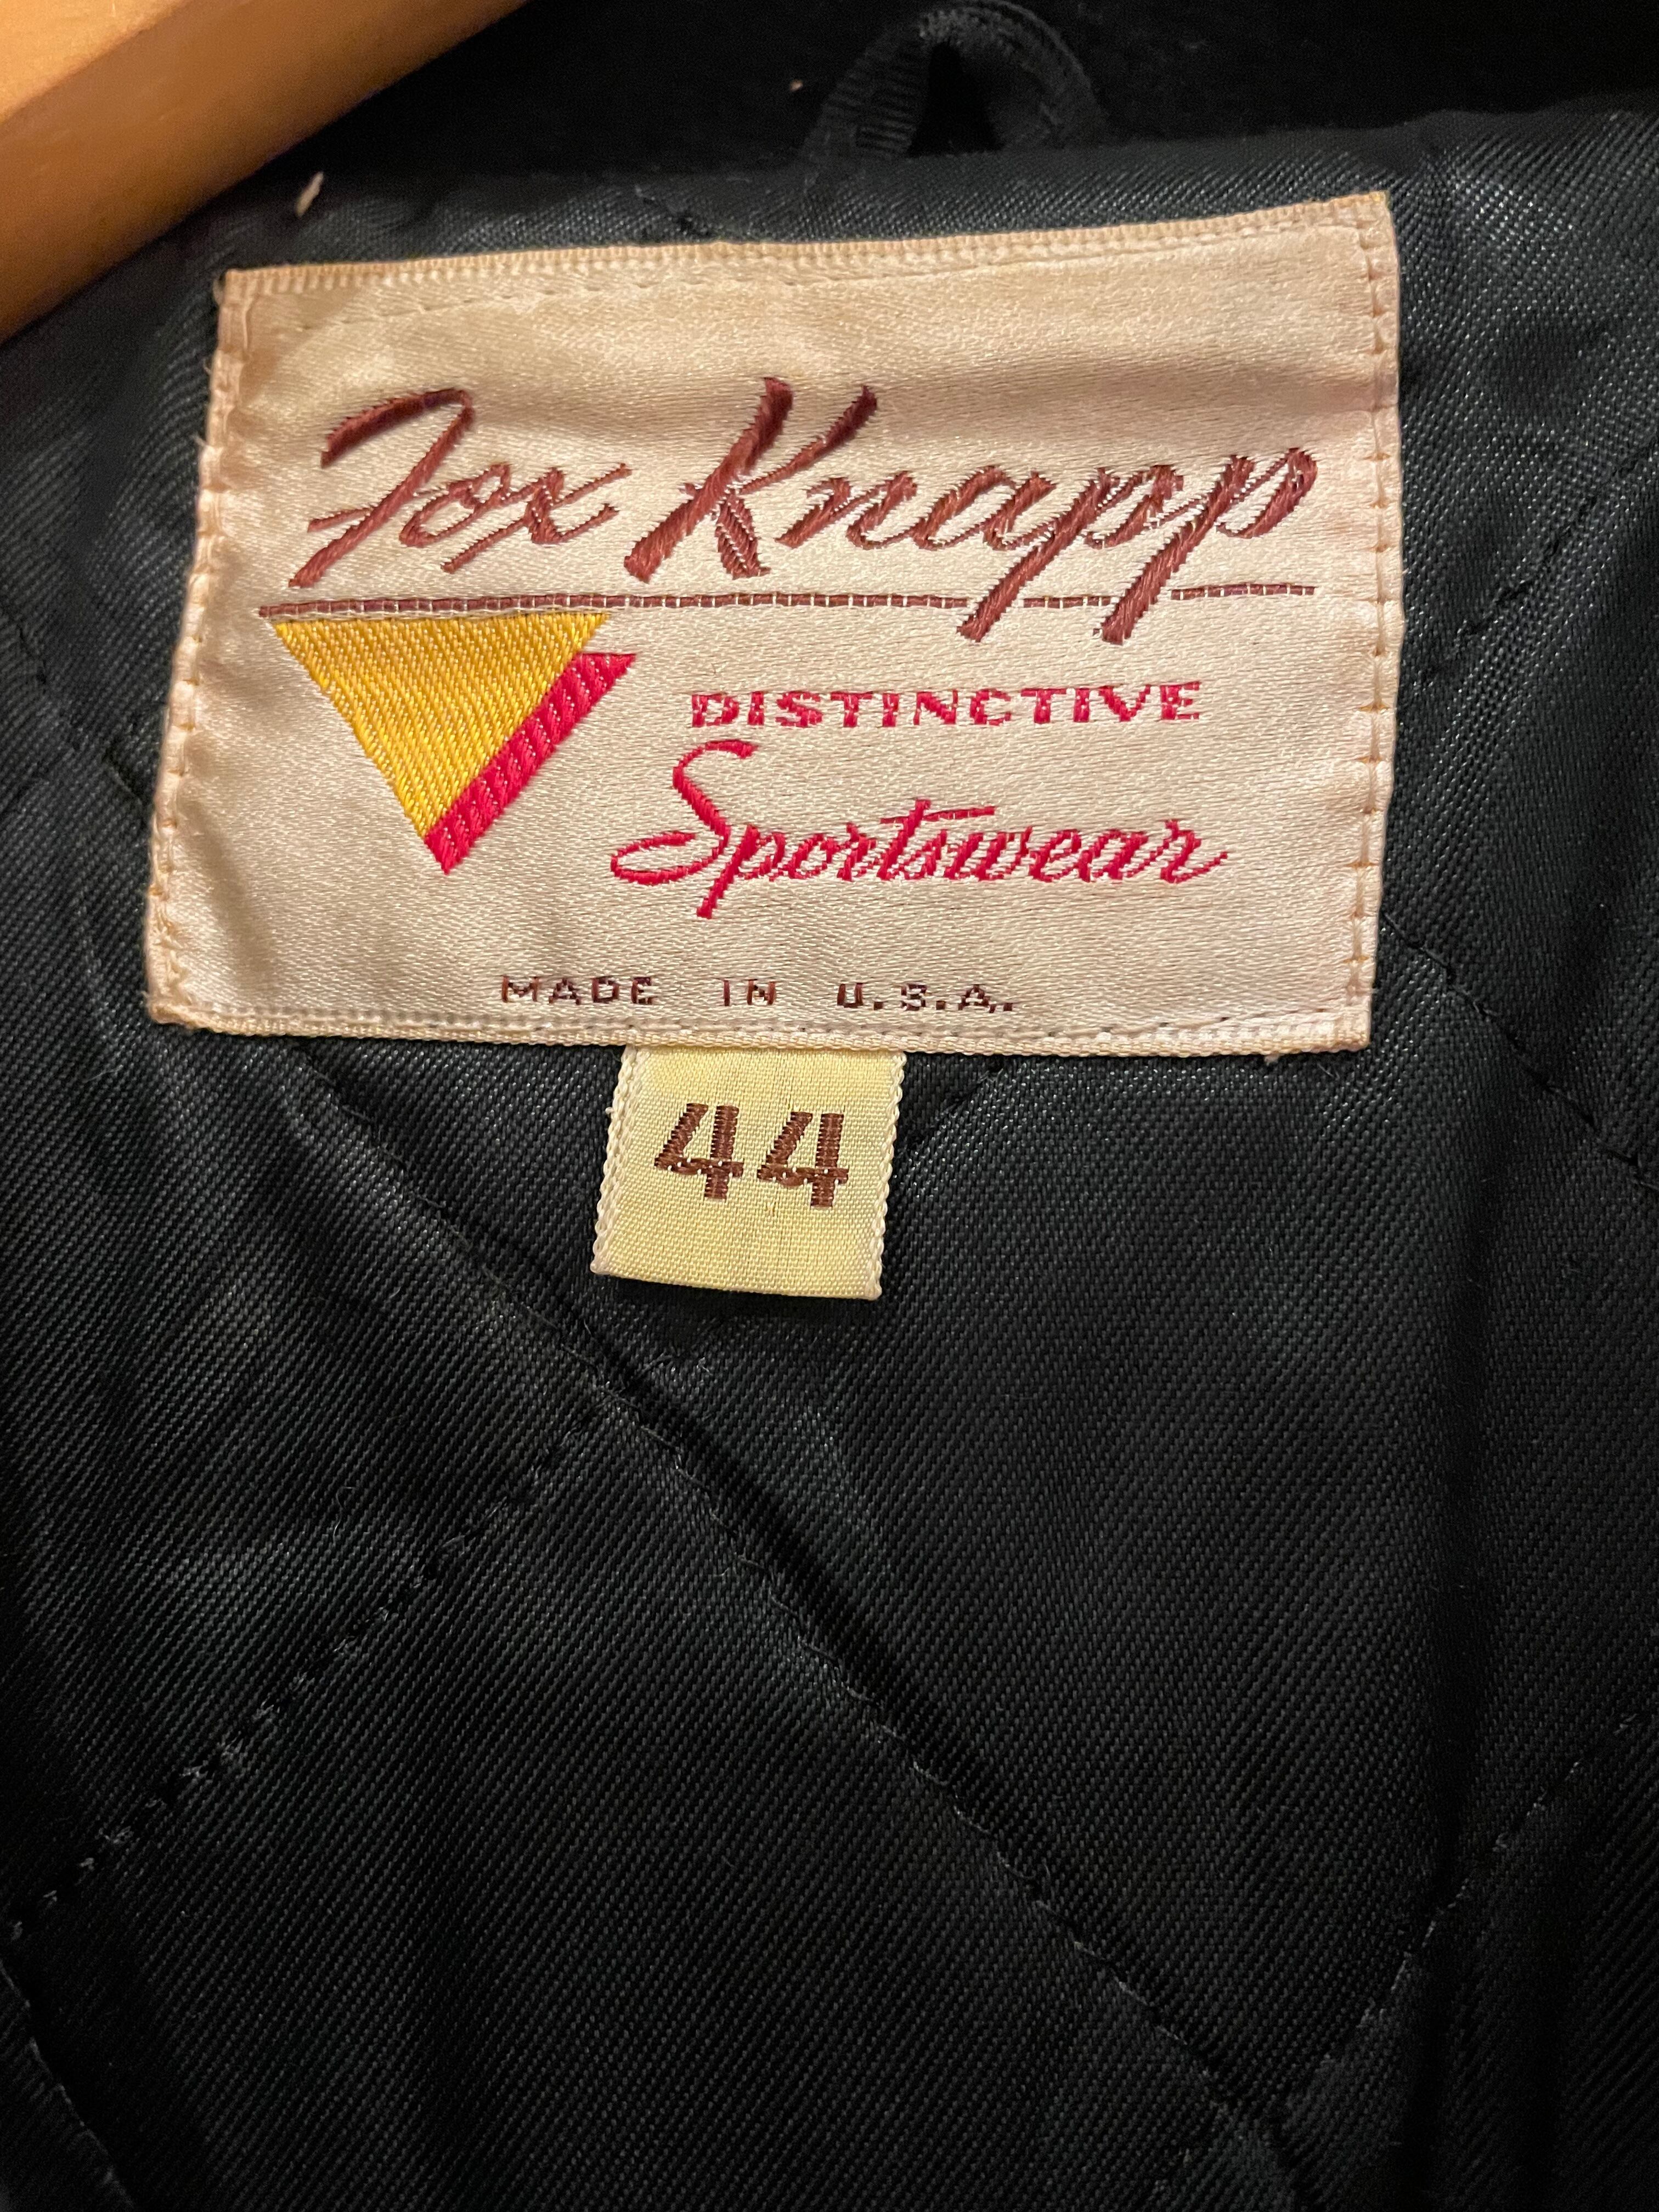 Fox Knapp
DISTINCTIVE
Sportswear
MADE IN U.S.A.
44